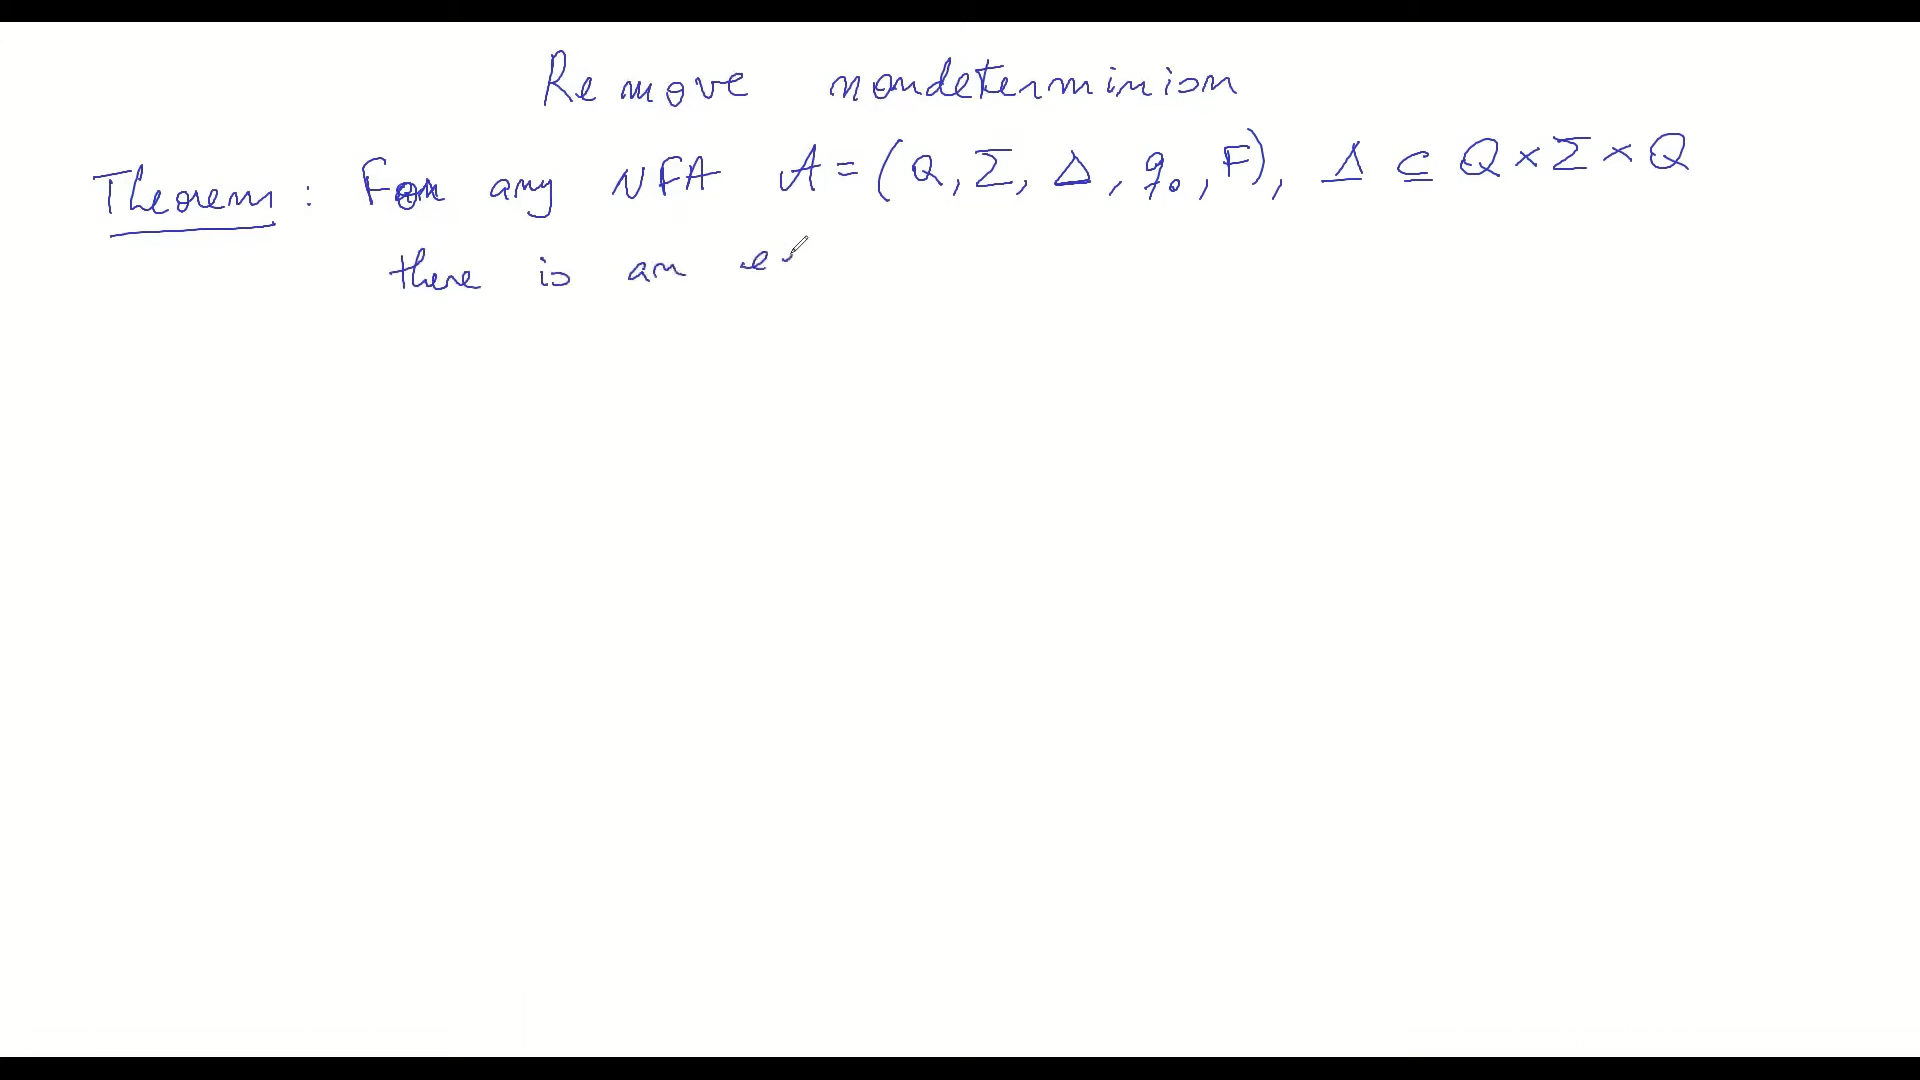 Remove nondeterminism
Theorem : For any NFA A = (Q, Σ, Δ, q₀, F), Δ ⊆ Q × Σ × Q
there is an